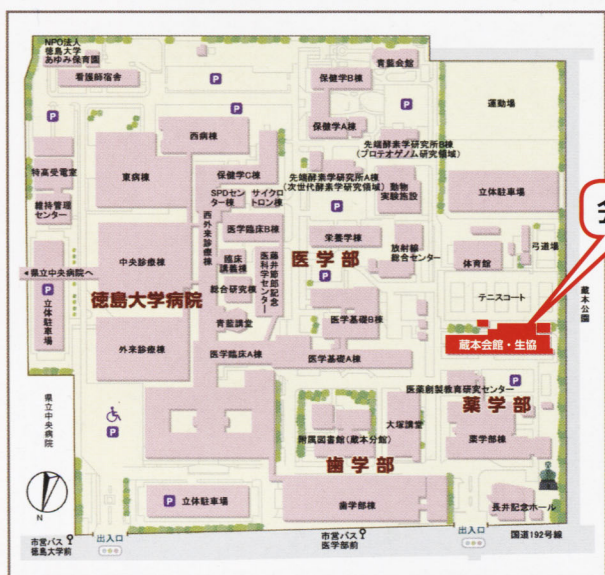 NPO法人
徳島大学
あゆみ保育園
看護師宿舎
P
青藍会館
保健学B棟
運動場
P
P
西病棟
保健学A棟
先端酵素学研究所B棟
(プロテオゲノム研究領域)
特高受電室
東病棟
保健学C棟
先端酵素学研究所A棟
(次世代酵素学研究領域)
動物
実験施設
立体駐車場
維持管理
センター
SPDセン
ター棟
サイクロ
トロン棟
P
西外来診療棟
医学臨床B棟
栄養学棟
放射線
総合センター
弓道場
中央診療棟
臨床
講義棟
藤井節郎記念
医科学センター
医学部
体育館
◀県立中央病院へ
P
徳島大学病院
総合研究棟
P
テニスコート
蔵本公園
立体駐車場
青藍講堂
医学基礎B棟
外来診療棟
医学臨床A棟
医学基礎A棟
蔵本会館・生協
医薬創製教育研究センター
P
県立中央病院
P
大塚講堂
薬学部
附属図書館(蔵本分館)
薬学部棟
歯学部
N
P 立体駐車場
歯学部棟
長井記念ホール
市営バス
徳島大学前
出入口
市営バス
医学部前
出入口
国道192号線
会